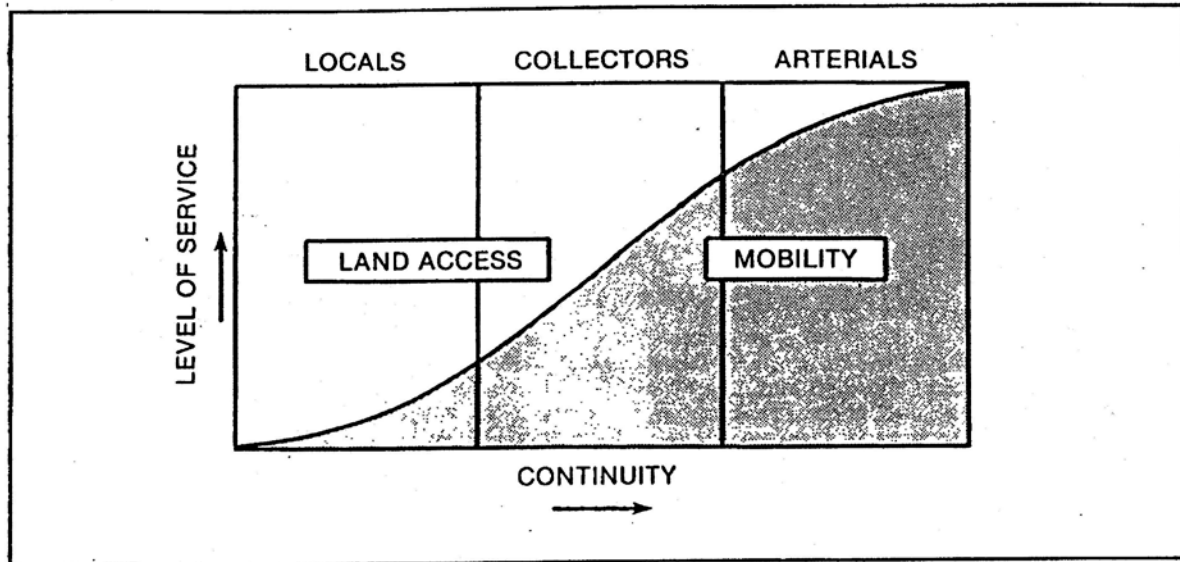 LOCALS COLLECTORS ARTERIALS
LEVEL OF SERVICE
LAND ACCESS MOBILITY
CONTINUITY